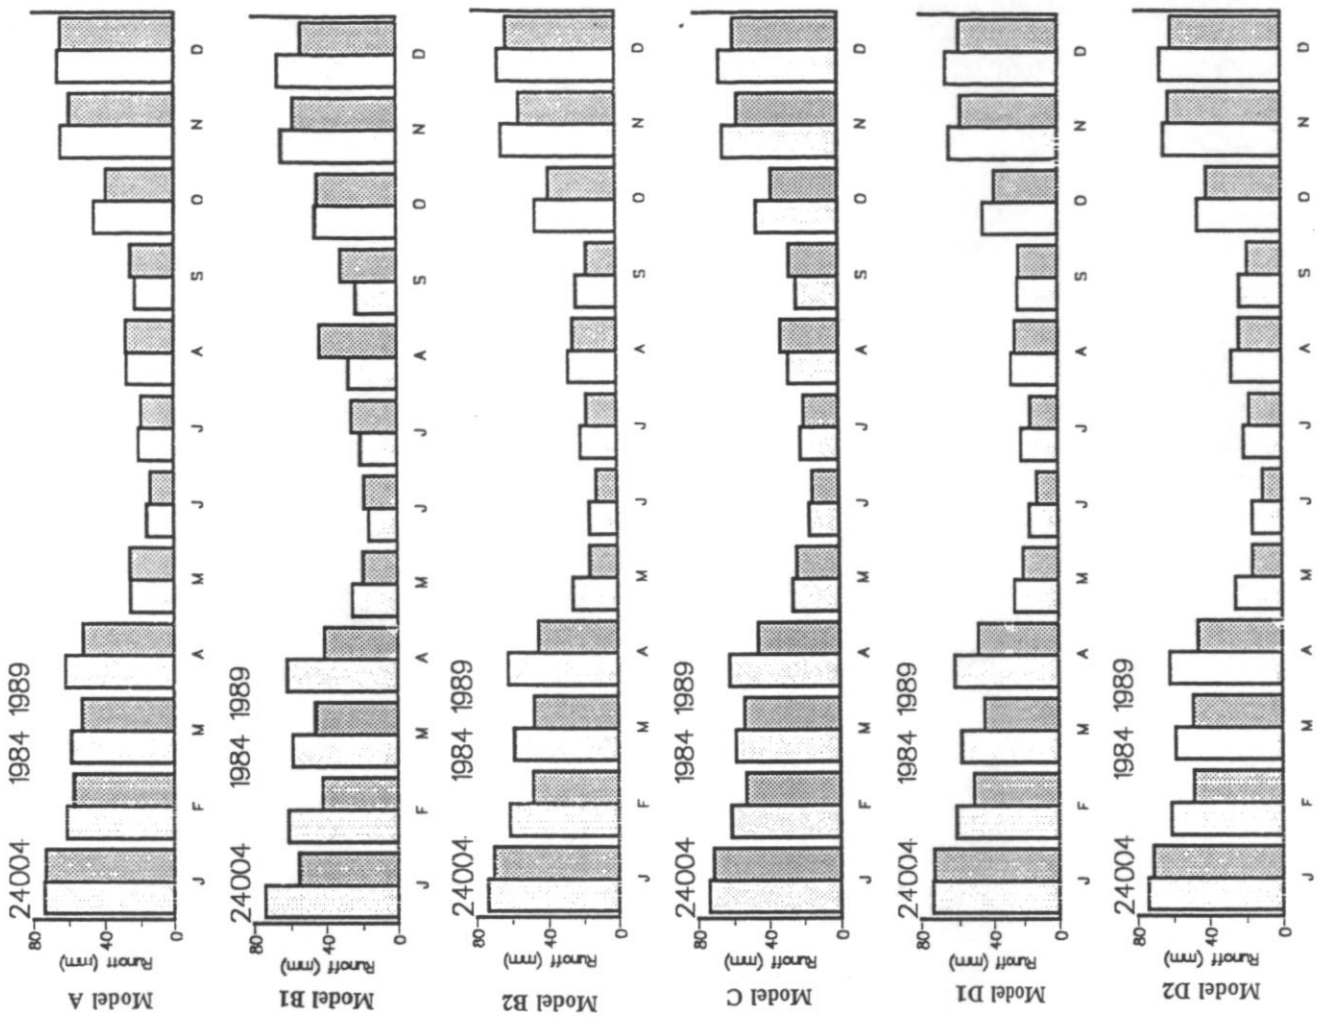 24004 1984 1989
80
40
0
Runoff (mm)
J F M A M J J A S O N D
Model A
24004 1984 1989
80
40
0
Runoff (mm)
J F M A M J J A S O N D
Model B1
24004 1984 1989
80
40
0
Runoff (mm)
J F M A M J J A S O N D
Model B2
24004 1984 1989
80
40
0
Runoff (mm)
J F M A M J J A S O N D
Model C
24004 1984 1989
80
40
0
Runoff (mm)
J F M A M J J A S O N D
Model D1
24004 1984 1989
80
40
0
Runoff (mm)
J F M A M J J A S O N D
Model D2